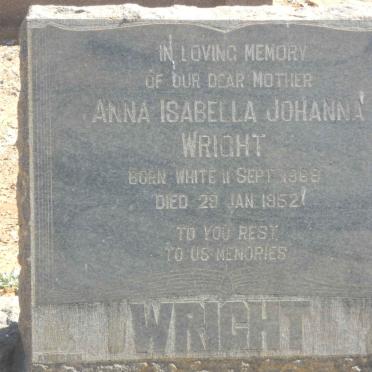 IN LOVING MEMORY
OF OUR DEAR MOTHER
ANNA ISABELLA JOHANNA
WRIGHT
BORN WHITE 11 SEPT
DIED 29 JAN. 1952
TO YOU REST
TO US MEMORIES
WRIGHT